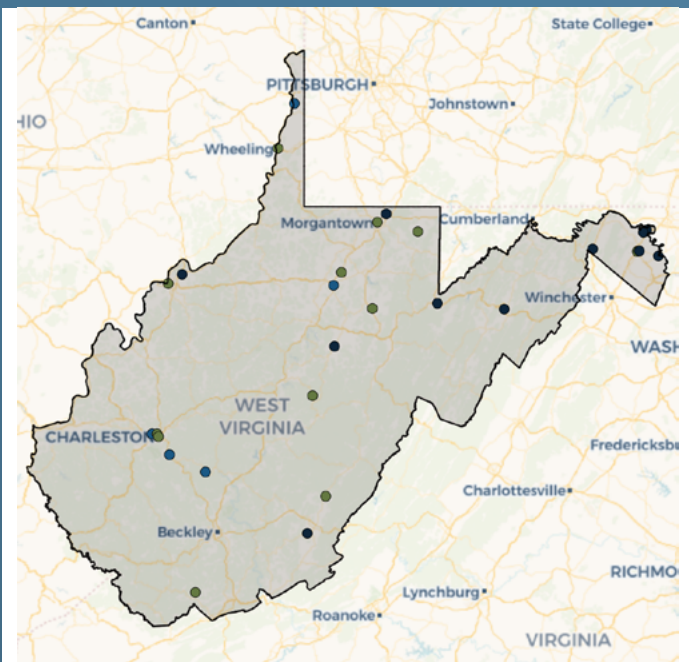 Canton
State College
PITTSBURGH
Johnstown
HIO
Wheeling
Morgantown
Cumberland
Winchester
WASH
WEST
VIRGINIA
CHARLESTON
Fredericksb
Charlottesville
Beckley
RICHMO
Lynchburg
Roanoke
VIRGINIA